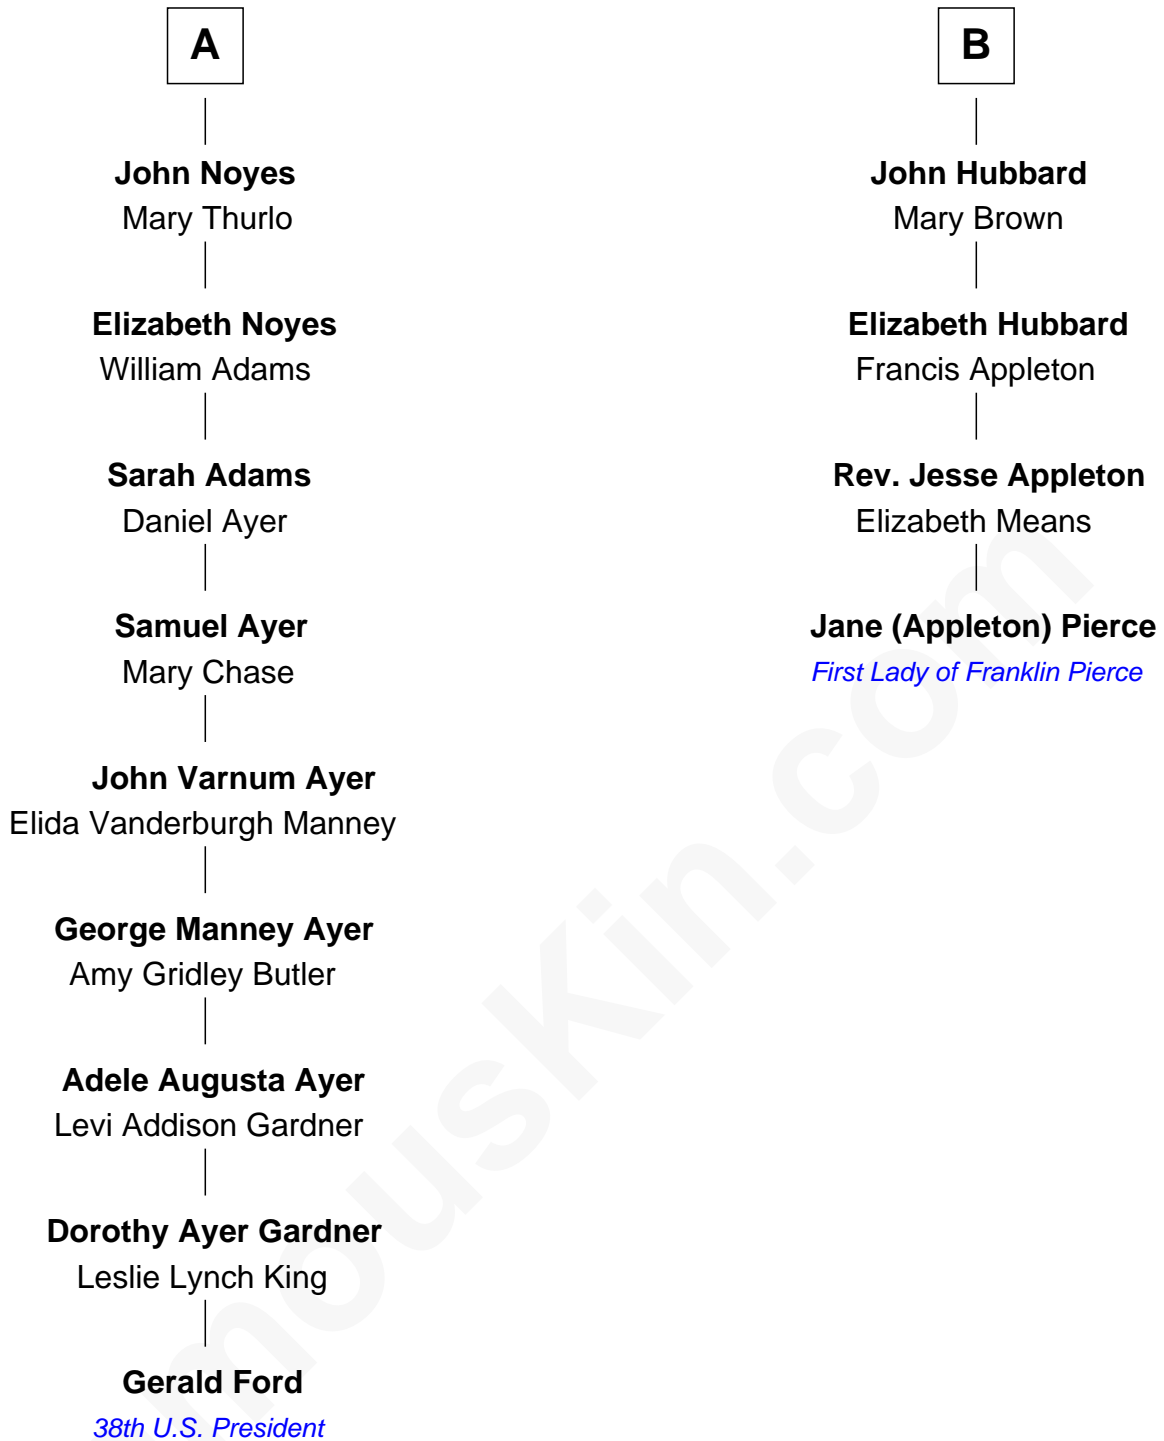 A
John Noyes
Mary Thurlo
Elizabeth Noyes
William Adams
Sarah Adams
Daniel Ayer
Samuel Ayer
Mary Chase
John Varnum Ayer
Elida Vanderburgh Manney
George Manney Ayer
Amy Gridley Butler
Adele Augusta Ayer
Levi Addison Gardner
Dorothy Ayer Gardner
Leslie Lynch King
Gerald Ford
38th U.S. President
B
John Hubbard
Mary Brown
Elizabeth Hubbard
Francis Appleton
Rev. Jesse Appleton
Elizabeth Means
Jane (Appleton) Pierce
First Lady of Franklin Pierce
mousKin.com